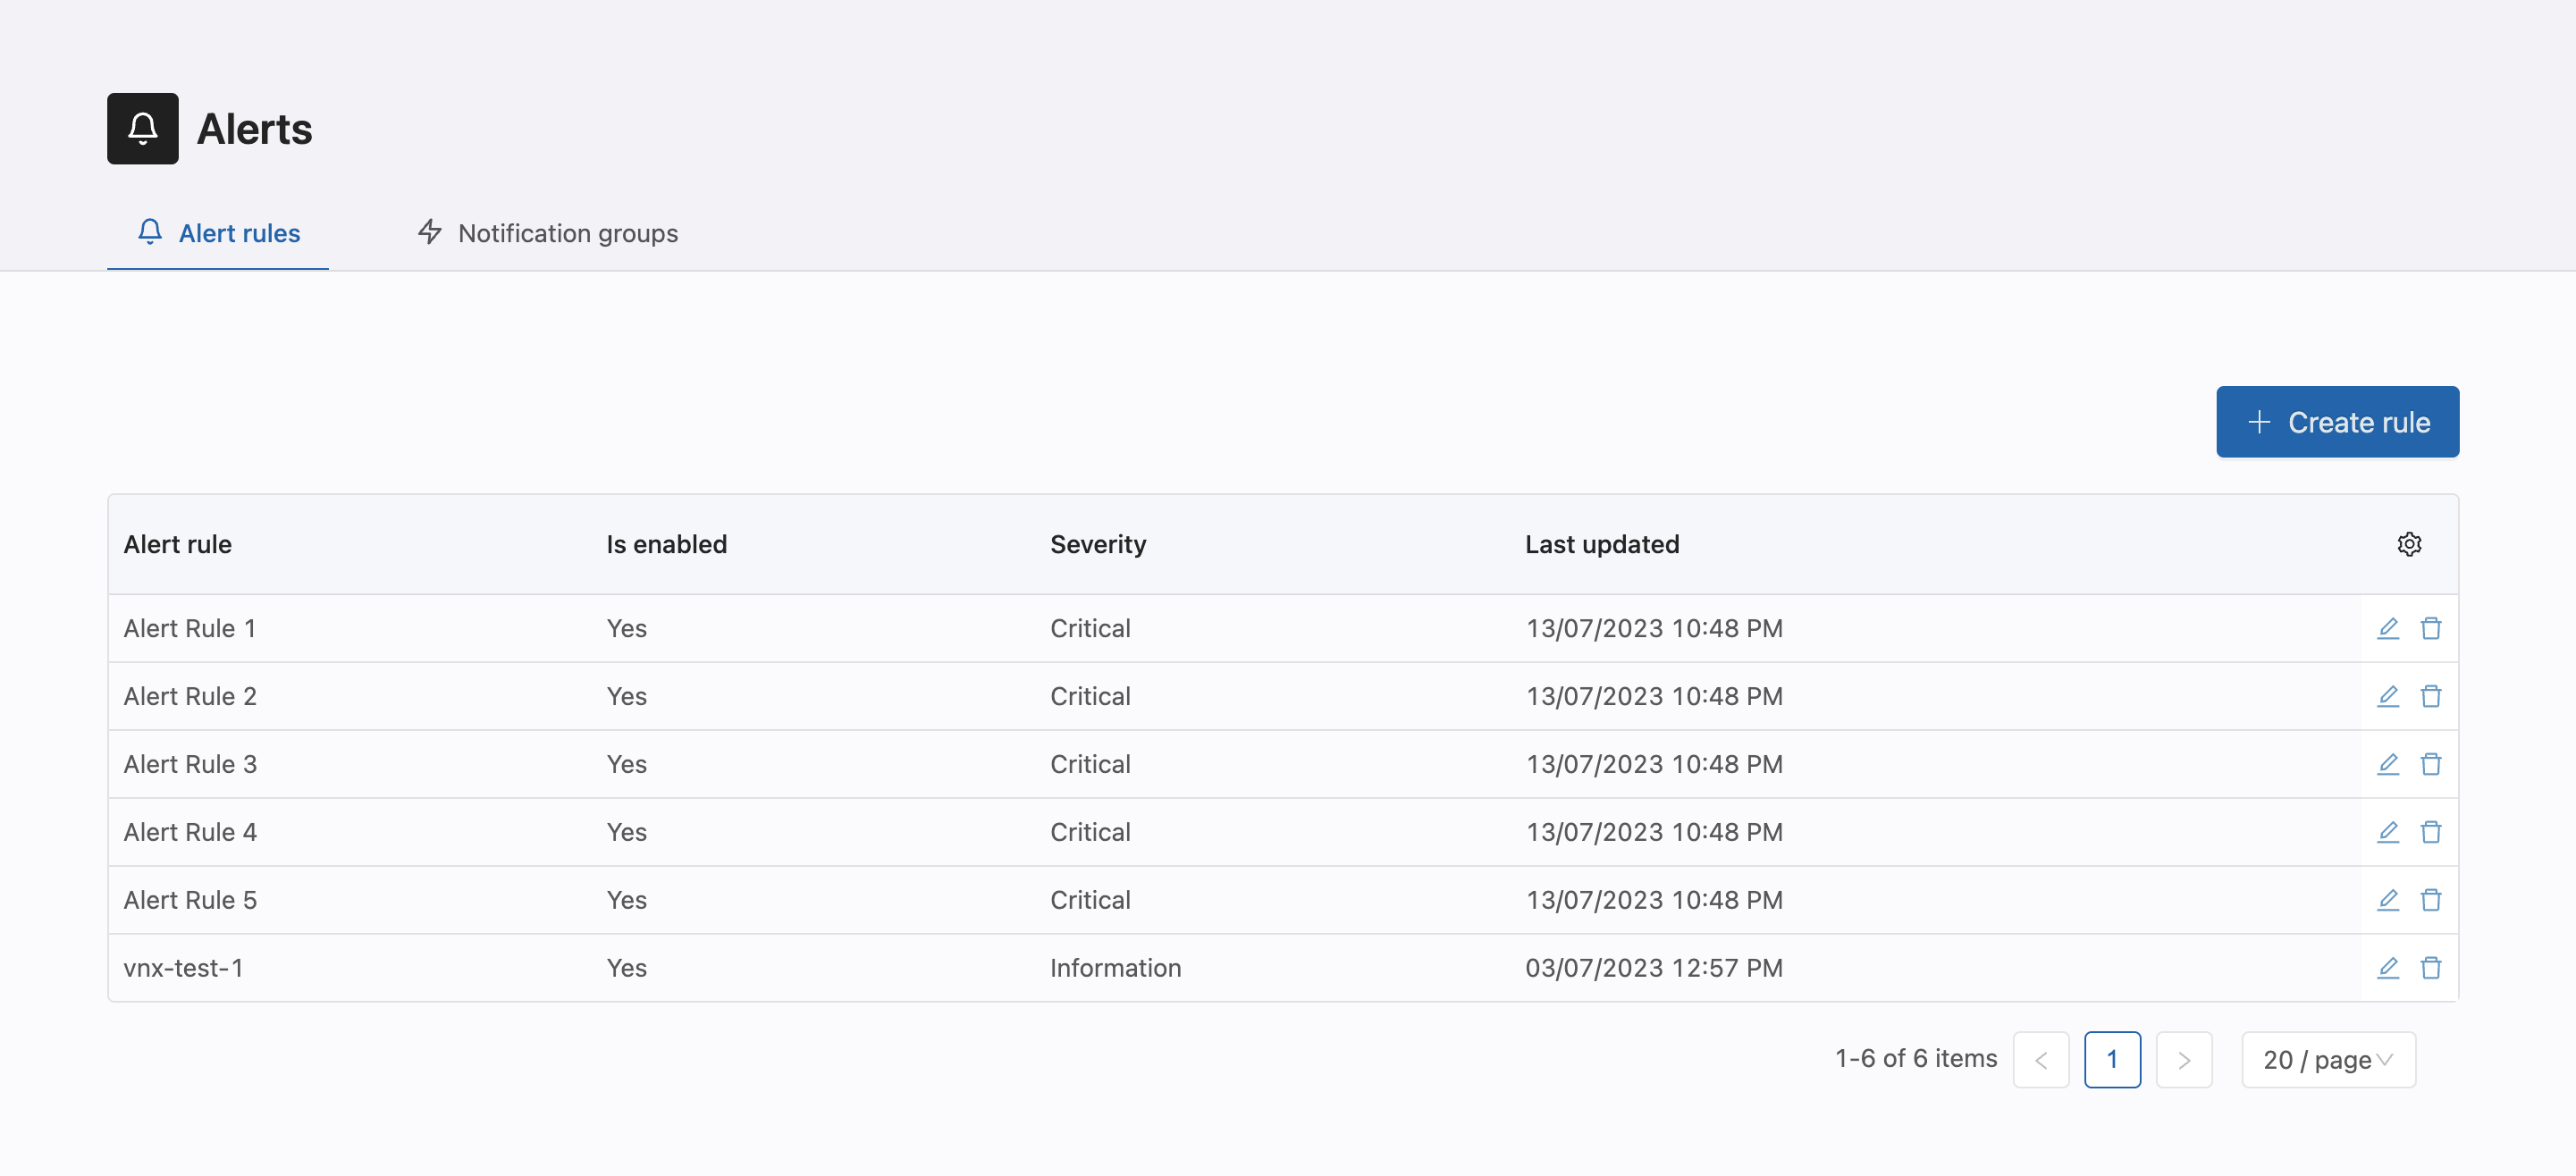 Alerts
Alert rules Notification groups
Create rule
Alert rule Is enabled Severity Last updated
Alert Rule 1 Yes Critical 13/07/2023 10:48 PM
Alert Rule 2 Yes Critical 13/07/2023 10:48 PM
Alert Rule 3 Yes Critical 13/07/2023 10:48 PM
Alert Rule 4 Yes Critical 13/07/2023 10:48 PM
Alert Rule 5 Yes Critical 13/07/2023 10:48 PM
vnx-test-1 Yes Information 03/07/2023 12:57 PM
1-6 of 6 items 1 20 / page